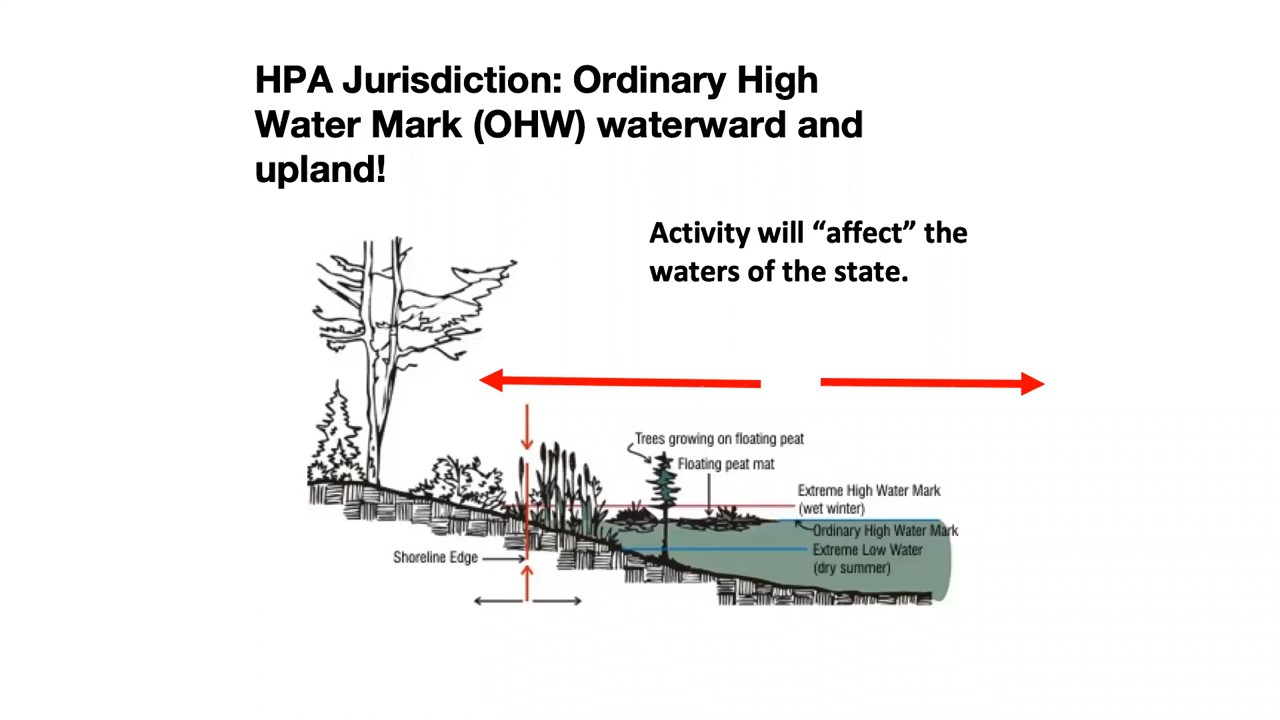 HPA Jurisdiction: Ordinary High
Water Mark (OHW) waterward and
upland!
Activity will “affect” the
waters of the state.
Trees growing on floating peat
Floating peat mat
Extreme High Water Mark
(wet winter)
Ordinary High Water Mark
Extreme Low Water
(dry summer)
Shoreline Edge